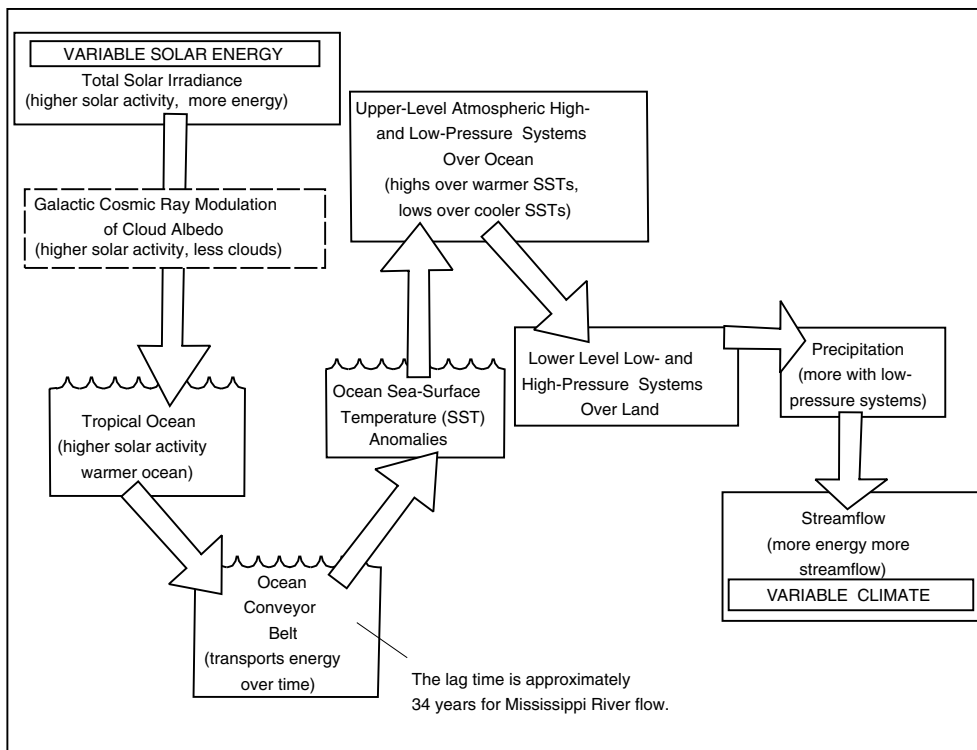 VARIABLE SOLAR ENERGY
Total Solar Irradiance
(higher solar activity, more energy)
Galactic Cosmic Ray Modulation
of Cloud Albedo
(higher solar activity, less clouds)
Tropical Ocean
(higher solar activity
warmer ocean)
Ocean
Conveyor
Belt
(transports energy
over time)
The lag time is approximately
34 years for Mississippi River flow.
Ocean Sea-Surface
Temperature (SST)
Anomalies
Upper-Level Atmospheric High-
and Low-Pressure Systems
Over Ocean
(highs over warmer SSTs,
lows over cooler SSTs)
Lower Level Low- and
High-Pressure Systems
Over Land
Precipitation
(more with low-
pressure systems)
Streamflow
(more energy more
streamflow)
VARIABLE CLIMATE